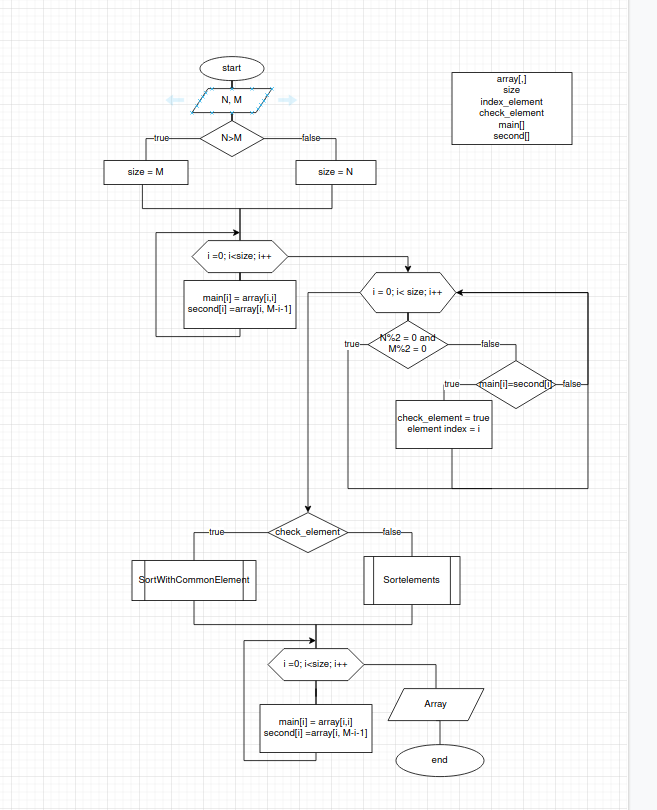 start
N, M
N>M
true
false
size = M
size = N
array[,]
size
index_element
check_element
main[]
second[]
i =0; i<size; i++
main[i] = array[i,i]
second[i] =array[i, M-i-1]
i = 0; i< size; i++
N%2 = 0 and
M%2 = 0
true
false
main[i]=second[i]
true
false
check_element = true
element index = i
check_element
true
false
SortWithCommonElement
Sortelements
i =0; i<size; i++
main[i] = array[i,i]
second[i] =array[i, M-i-1]
Array
end